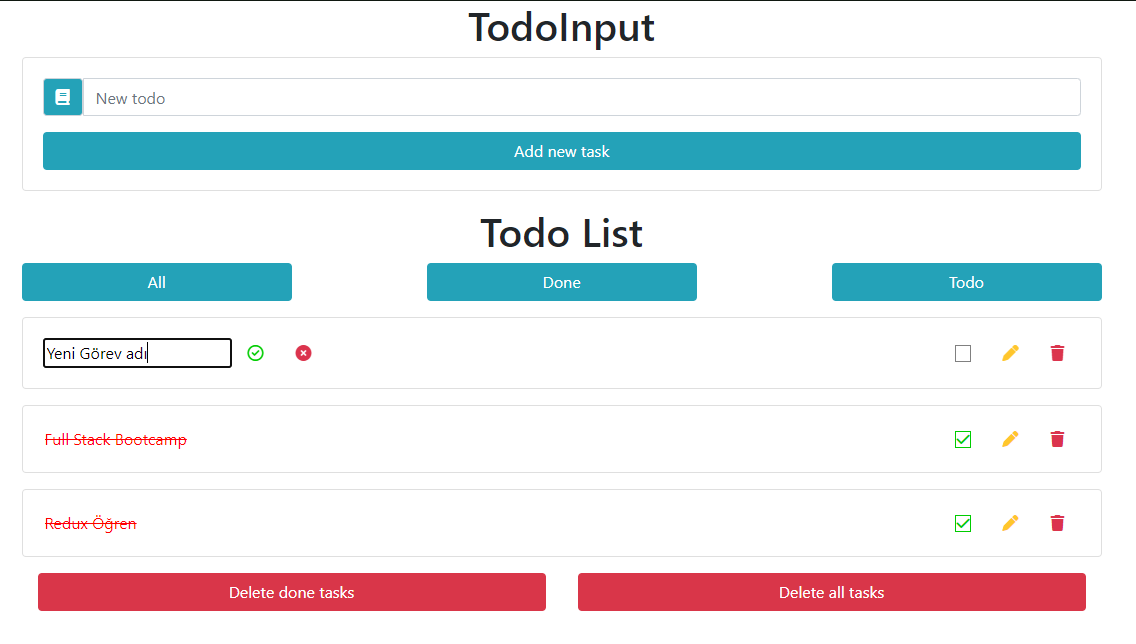 TodoInput
New todo
Add new task
Todo List
All
Done
Todo
Yeni Görev adı
Full Stack Bootcamp
Redux Öğren
Delete done tasks
Delete all tasks